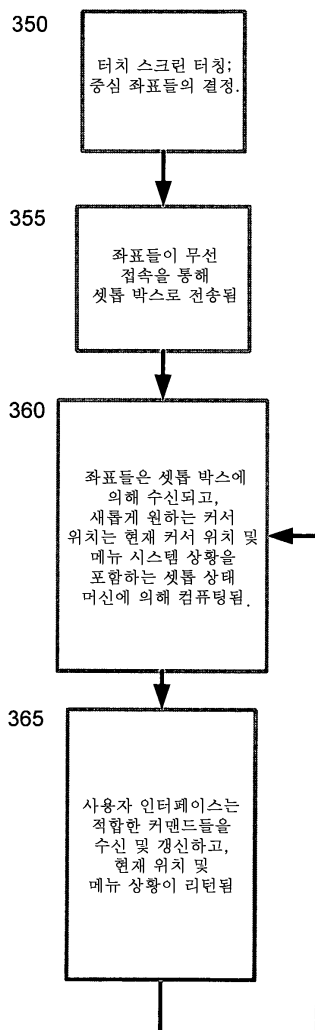 350
터치 스크린 터칭;
중심 좌표들의 결정.
355
좌표들이 무선
접속을 통해
셋톱 박스로 전송됨
360
좌표들은 셋톱 박스에
의해 수신되고,
새롭게 원하는 커서
위치는 현재 커서 위치 및
메뉴 시스템 상황을
포함하는 셋톱 상태
머신에 의해 컴퓨팅됨.
365
사용자 인터페이스는
적합한 커맨드들을
수신 및 갱신하고,
현재 위치 및
메뉴 상황이 리턴됨